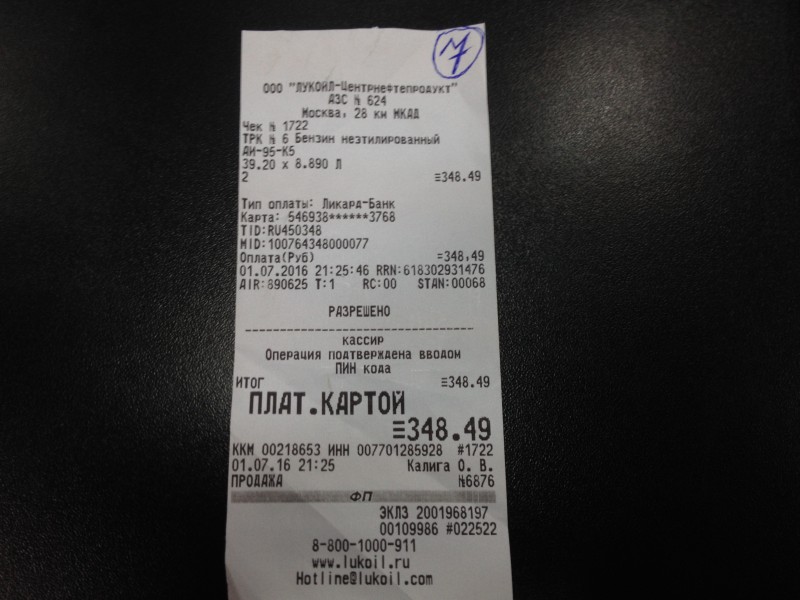 7
ООО "ЛУКОЙЛ-Центрнефтепродукт"
АЗС № 624
Москва, 28 км МКАД
Чек № 1722
ТРК № 6 Бензин неэтилированный
АИ-95-К5
39.20 x 8.890 Л
2 ≡348.49
Тип оплаты: Ликард-Банк
Карта: 546938******3768
TID:RU450348
MID:100764348000077
Оплата(Руб) =348,49
01.07.2016 21:25:46 RRN:618302931476
AIR:890625 T:1 RC:00 STAN:00068
РАЗРЕШЕНО
кассир
Операция подтверждена вводом
ПИН кода
ИТОГ ≡348.49
ПЛАТ.КАРТОЙ
≡348.49
ККМ 00218653 ИНН 007701285928 #1722
01.07.16 21:25 Калига О. В.
ПРОДАЖА №6876
ФП
ЭКЛЗ 2001968197
00109986 #022522
8-800-1000-911
www.lukoil.ru
Hotline@lukoil.com